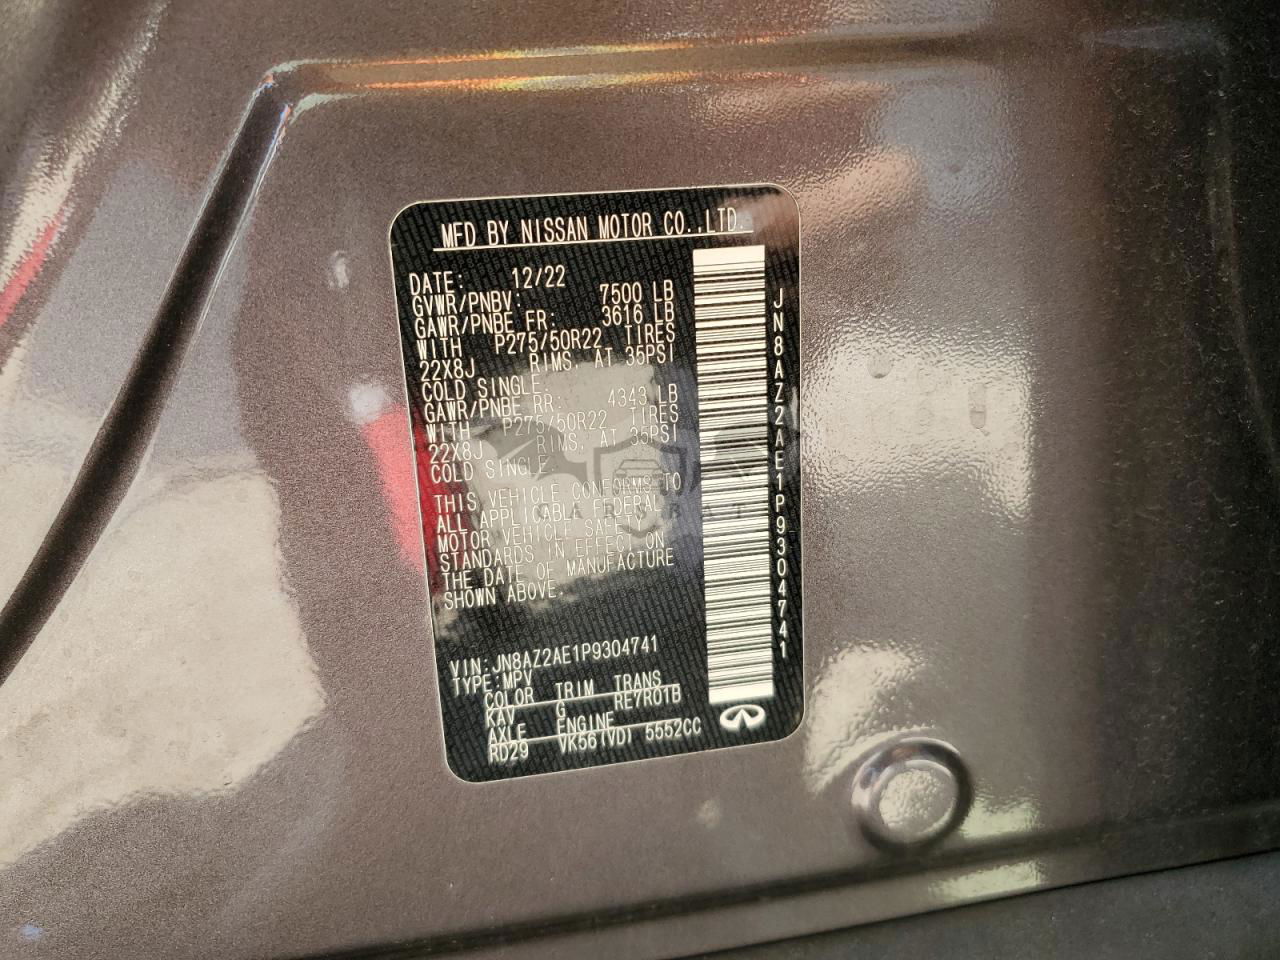 MFD BY NISSAN MOTOR CO.,LTD.
DATE: 12/22
GVWR/PNBV: 7500 LB
GAWR/PNBE FR: 3616 LB
WITH P275/50R22 TIRES
22X8J RIMS, AT 35PSI
COLD SINGLE.
GAWR/PNBE RR: 4343 LB
WITH P275/50R22 TIRES
22X8J RIMS, AT 35PSI
COLD SINGLE.
THIS VEHICLE CONFORMS TO
ALL APPLICABLE FEDERAL
MOTOR VEHICLE SAFETY
STANDARDS IN EFFECT ON
THE DATE OF MANUFACTURE
SHOWN ABOVE.
VIN:JN8AZ2AE1P9304741
TYPE:MPV
COLOR TRIM TRANS
KAV G RE7R01B
AXLE ENGINE
RD29 VK56(VD) 5552CC
JN8AZ2AE1P9304741